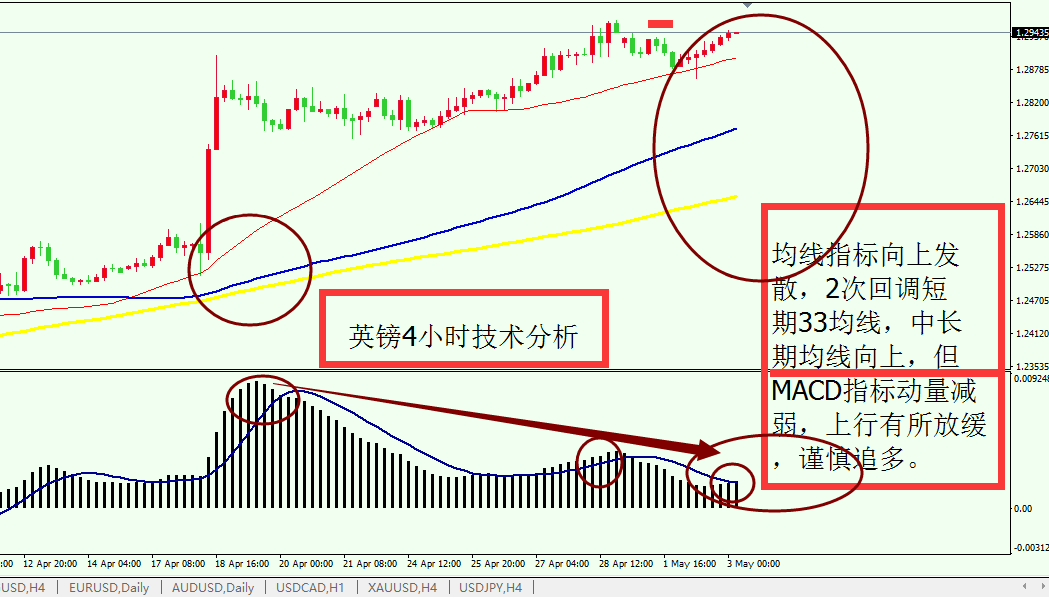 1.29435
1.28785
1.28200
1.27615
1.27030
1.26445
1.25860
1.25275
1.24705
1.24120
1.23535
均线指标向上发
散，2次回调短
期33均线，中长
期均线向上，但
MACD指标动量减
弱，上行有所放缓
，谨慎追多。
英镑4小时技术分析
0.009248
0.00
-0.00312
:00 12 Apr 20:00 14 Apr 04:00 17 Apr 08:00 18 Apr 16:00 20 Apr 00:00 21 Apr 08:00 24 Apr 12:00 25 Apr 20:00 27 Apr 04:00 28 Apr 12:00 1 May 16:00 3 May 00:00
USD,H4 EURUSD,Daily AUDUSD,Daily USDCAD,H1 XAUUSD,H4 USDJPY,H4